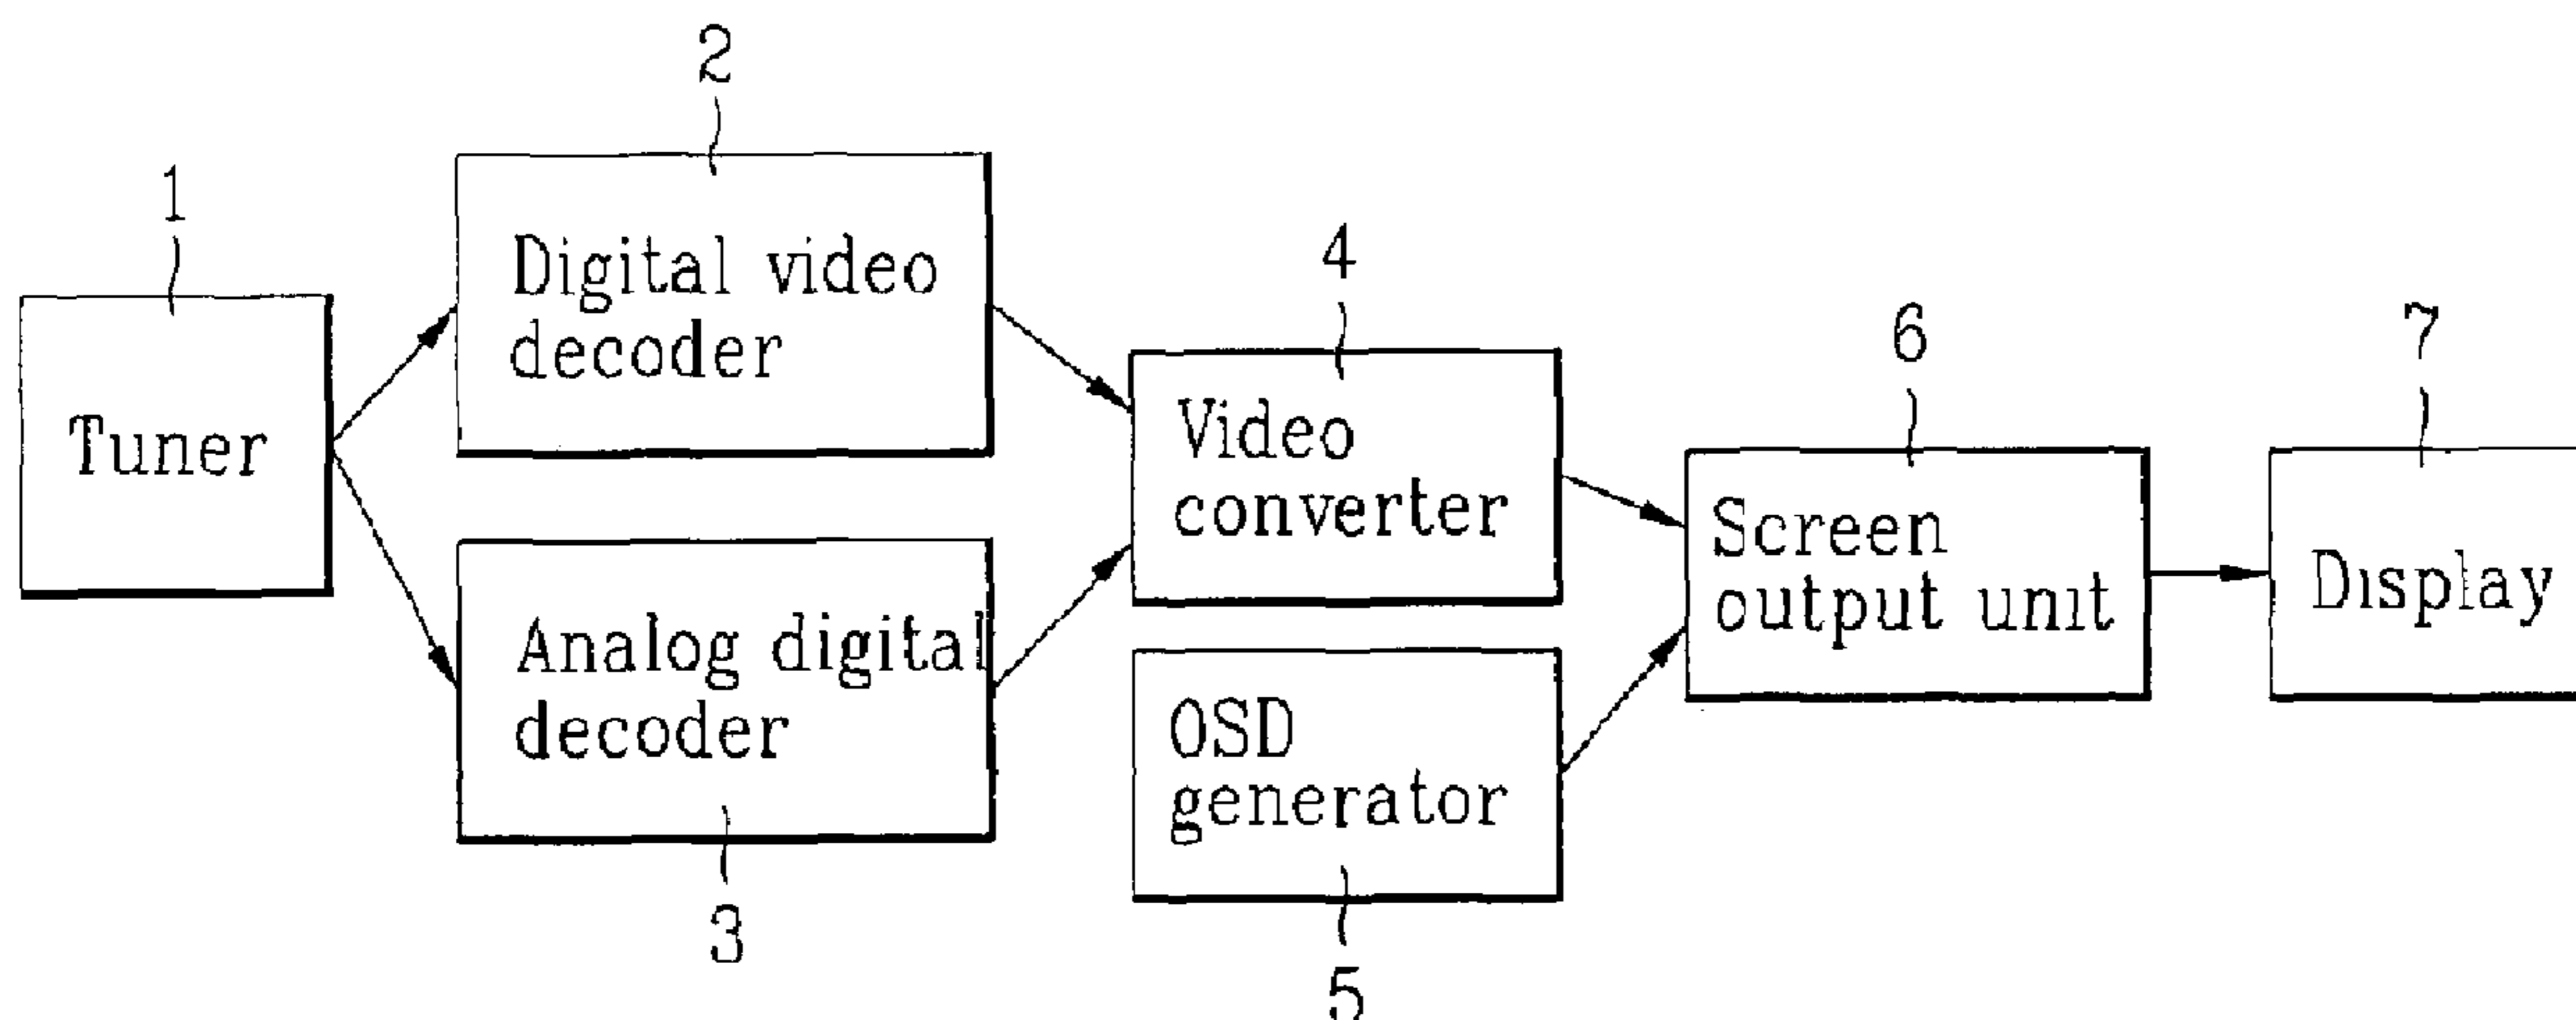 1
Tuner
2
Digital video
decoder
Analog digital
decoder
3
4
Video
converter
OSD
generator
5
6
Screen
output unit
7
Display